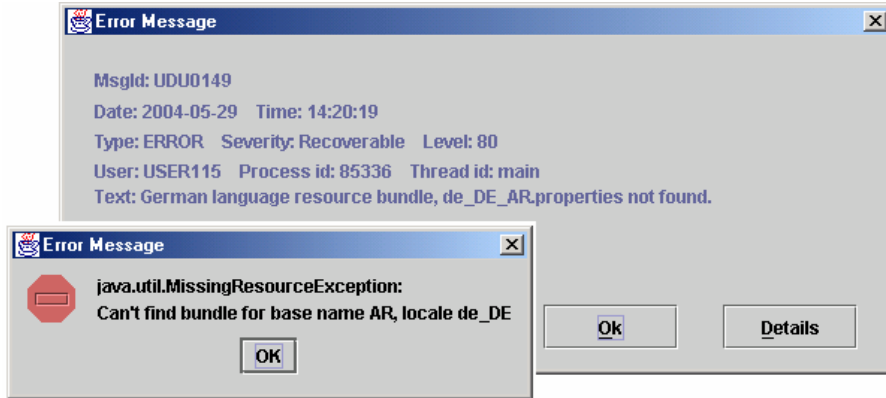 Error Message
MsgId: UDU0149
Date: 2004-05-29 Time: 14:20:19
Type: ERROR Severity: Recoverable Level: 80
User: USER115 Process id: 85336 Thread id: main
Text: German language resource bundle, de_DE_AR.properties not found.
Ok
Details
Error Message
java.util.MissingResourceException:
Can't find bundle for base name AR, locale de_DE
OK